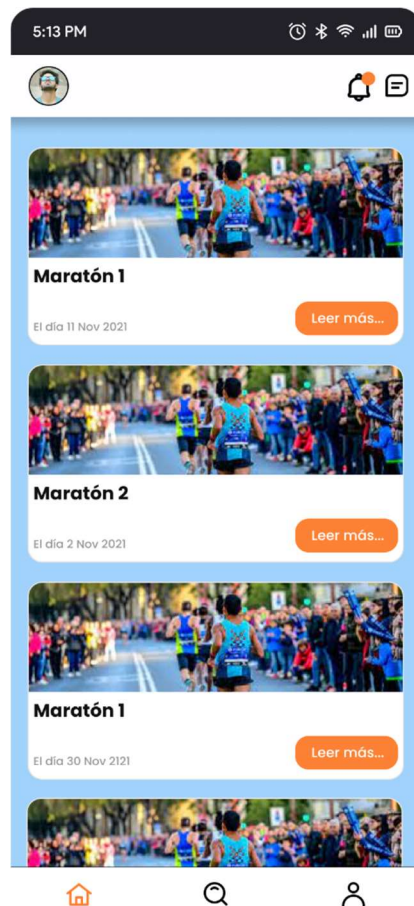 5:13 PM
Maratón 1
El día 11 Nov 2021
Leer más...
Maratón 2
El día 2 Nov 2021
Leer más...
Maratón 1
El día 30 Nov 2121
Leer más...